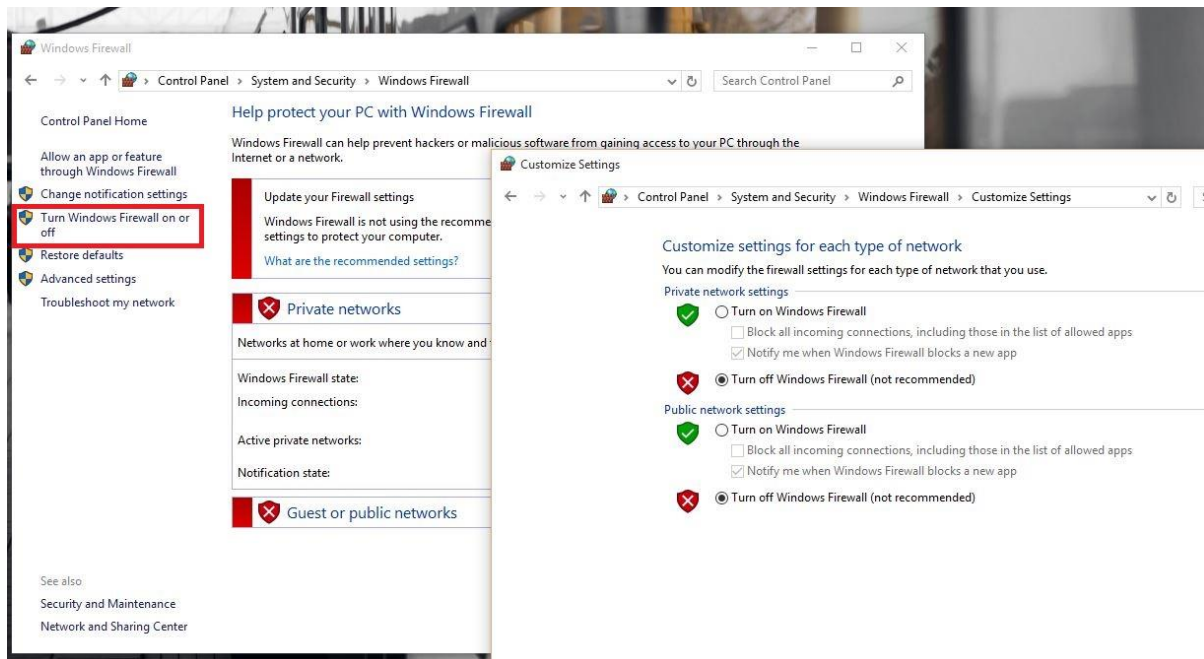 Windows Firewall
Control Panel > System and Security > Windows Firewall
Search Control Panel
Control Panel Home
Allow an app or feature
through Windows Firewall
Change notification settings
Turn Windows Firewall on or
off
Restore defaults
Advanced settings
Troubleshoot my network
See also
Security and Maintenance
Network and Sharing Center
Help protect your PC with Windows Firewall
Windows Firewall can help prevent hackers or malicious software from gaining access to your PC through the
Internet or a network.
Update your Firewall settings
Windows Firewall is not using the recomme
settings to protect your computer.
What are the recommended settings?
Private networks
Networks at home or work where you know and
Windows Firewall state:
Incoming connections:
Active private networks:
Notification state:
Guest or public networks
Customize Settings
Control Panel > System and Security > Windows Firewall > Customize Settings
Customize settings for each type of network
You can modify the firewall settings for each type of network that you use.
Private network settings
Turn on Windows Firewall
Block all incoming connections, including those in the list of allowed apps
Notify me when Windows Firewall blocks a new app
Turn off Windows Firewall (not recommended)
Public network settings
Turn on Windows Firewall
Block all incoming connections, including those in the list of allowed apps
Notify me when Windows Firewall blocks a new app
Turn off Windows Firewall (not recommended)